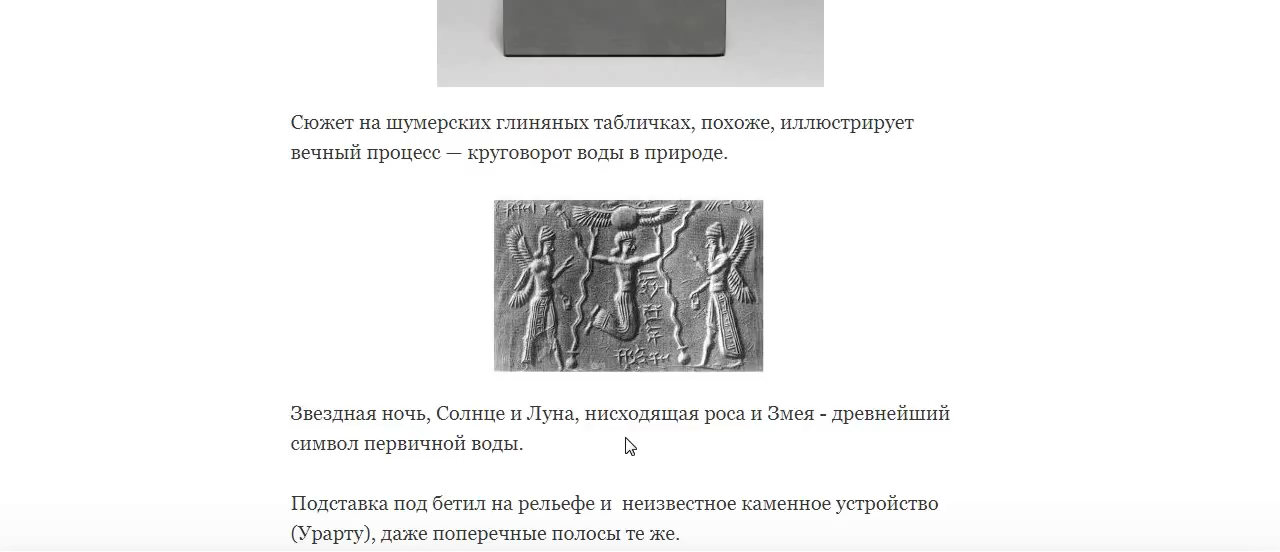 Сюжет на шумерских глиняных табличках, похоже, иллюстрирует
вечный процесс — круговорот воды в природе.
Звездная ночь, Солнце и Луна, нисходящая роса и Змея - древнейший
символ первичной воды.
Подставка под бетил на рельефе и  неизвестное каменное устройство
(Урарту), даже поперечные полосы те же.